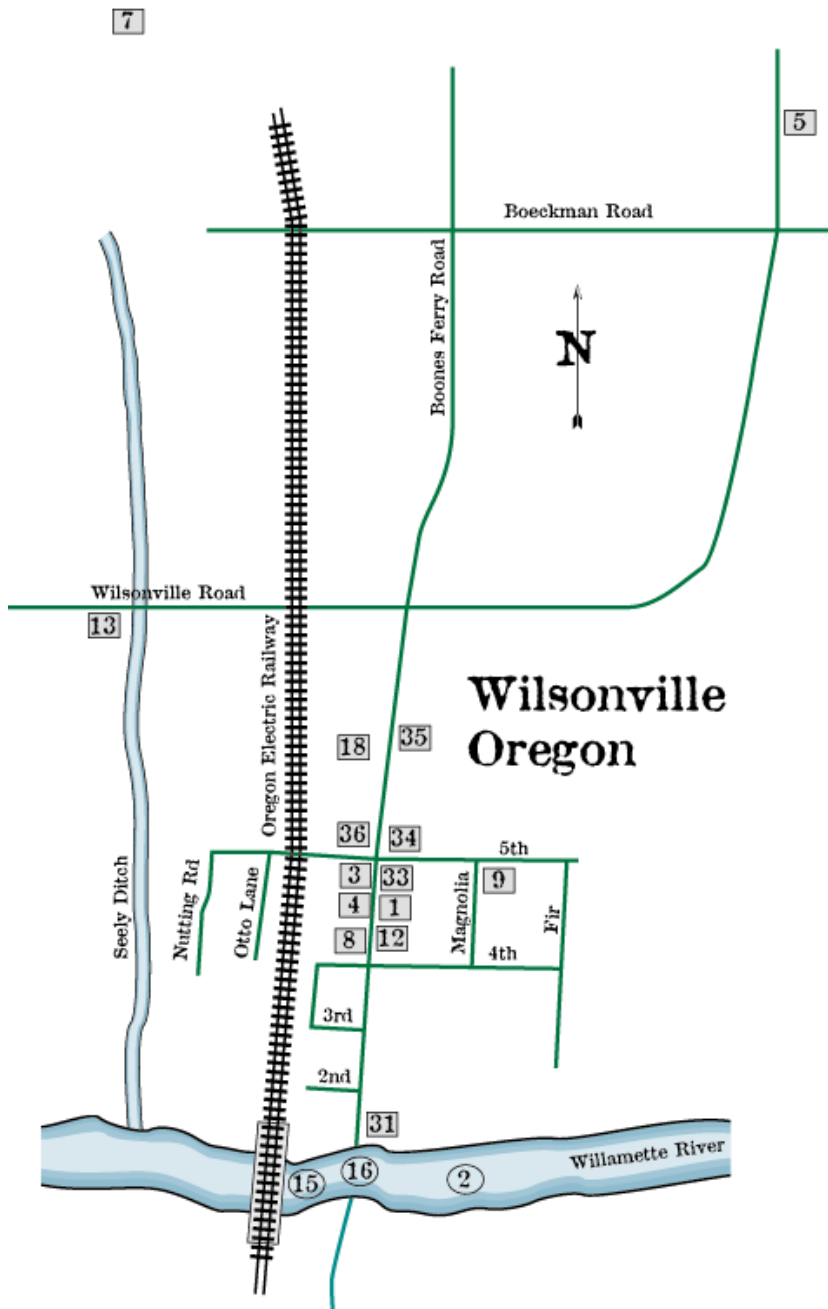 7
5
Boeckman Road
Boones Ferry Road
N
Wilsonville Road
13
Oregon Electric Railway
Wilsonville
Oregon
18
35
36
34
5th
3
33
9
4
1
8
12
Nutting Rd
Otto Lane
Magnolia
Fir
Seely Ditch
4th
3rd
2nd
31
Willamette River
15
16
2